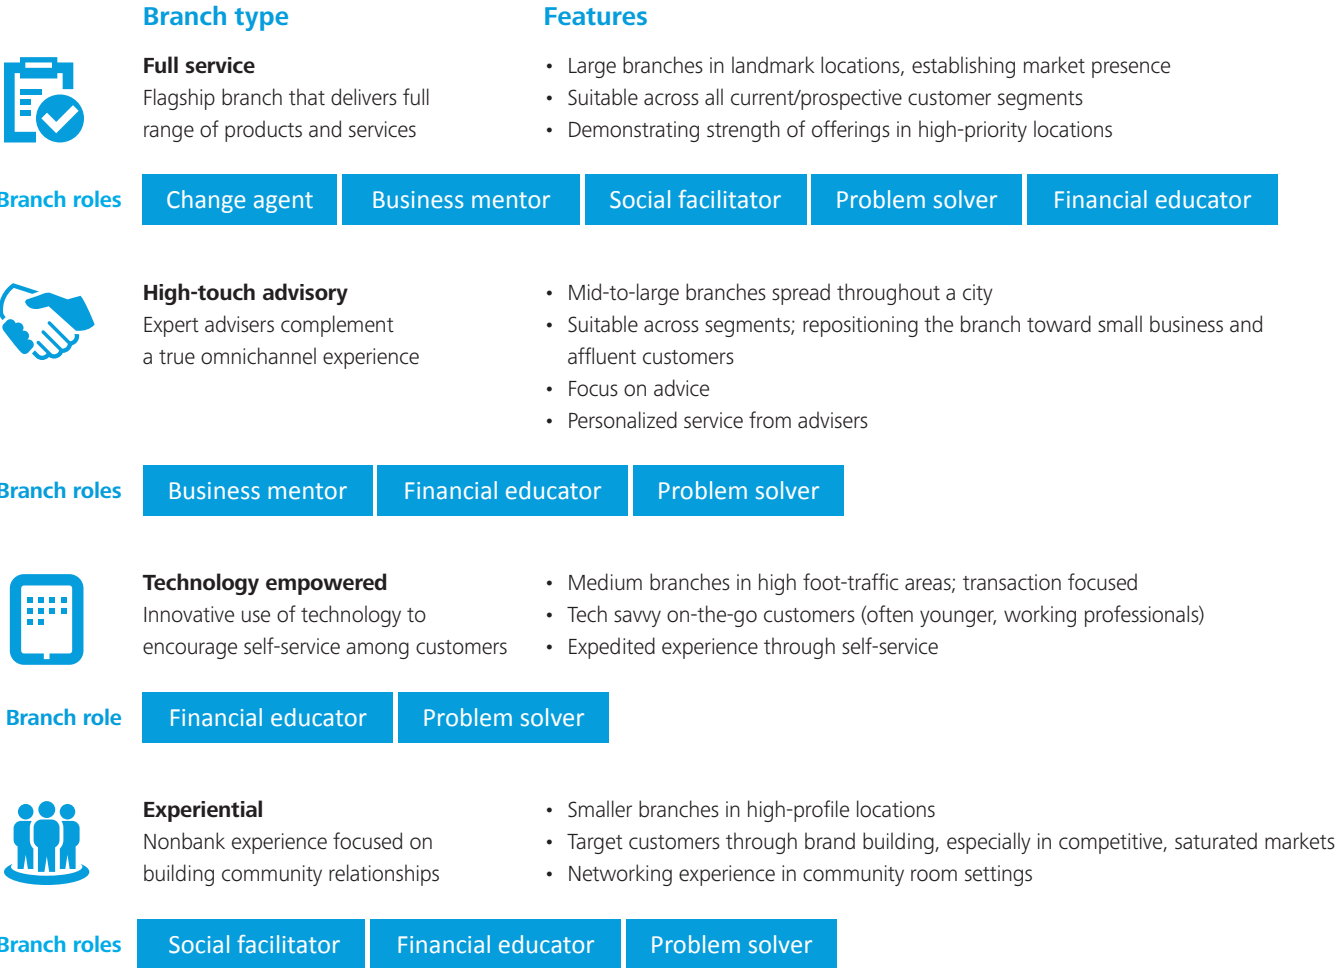 Branch type
Features
Full service
Flagship branch that delivers full
range of products and services
• Large branches in landmark locations, establishing market presence
• Suitable across all current/prospective customer segments
• Demonstrating strength of offerings in high-priority locations
Branch roles
Change agent
Business mentor
Social facilitator
Problem solver
Financial educator
High-touch advisory
Expert advisers complement
a true omnichannel experience
• Mid-to-large branches spread throughout a city
• Suitable across segments; repositioning the branch toward small business and
affluent customers
• Focus on advice
• Personalized service from advisers
Branch roles
Business mentor
Financial educator
Problem solver
Technology empowered
Innovative use of technology to
encourage self-service among customers
• Medium branches in high foot-traffic areas; transaction focused
• Tech savvy on-the-go customers (often younger, working professionals)
• Expedited experience through self-service
Branch role
Financial educator
Problem solver
Experiential
Nonbank experience focused on
building community relationships
• Smaller branches in high-profile locations
• Target customers through brand building, especially in competitive, saturated markets
• Networking experience in community room settings
Branch roles
Social facilitator
Financial educator
Problem solver